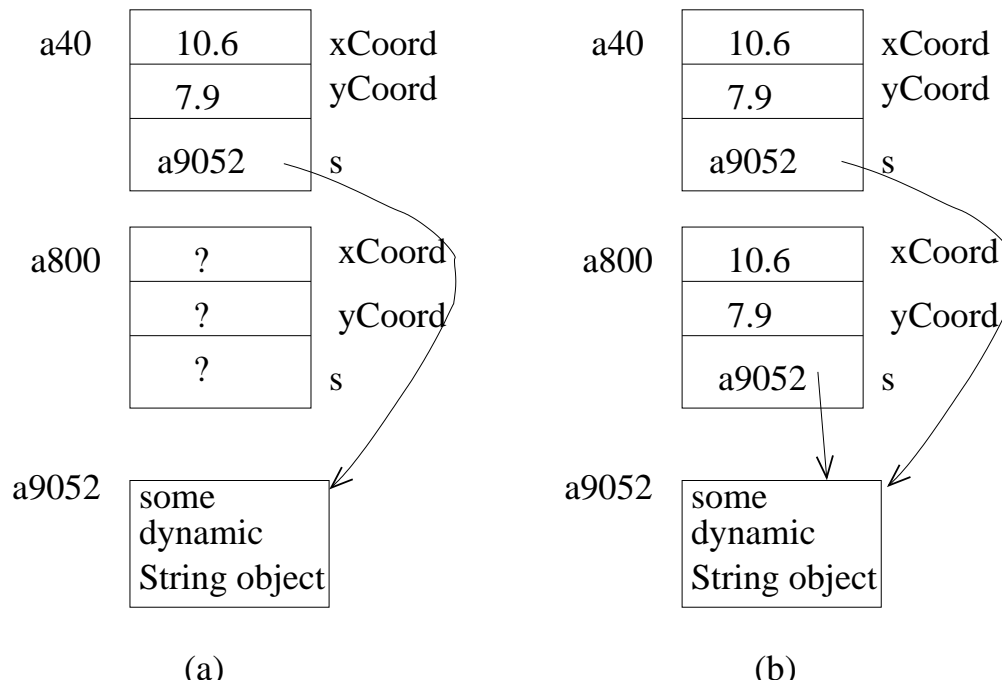 a40
10.6
xCoord
7.9
yCoord
a9052
s
a800
?
xCoord
?
yCoord
?
s
a9052
some
dynamic
String object
(a)
a40
10.6
xCoord
7.9
yCoord
a9052
s
a800
10.6
xCoord
7.9
yCoord
a9052
s
a9052
some
dynamic
String object
(b)